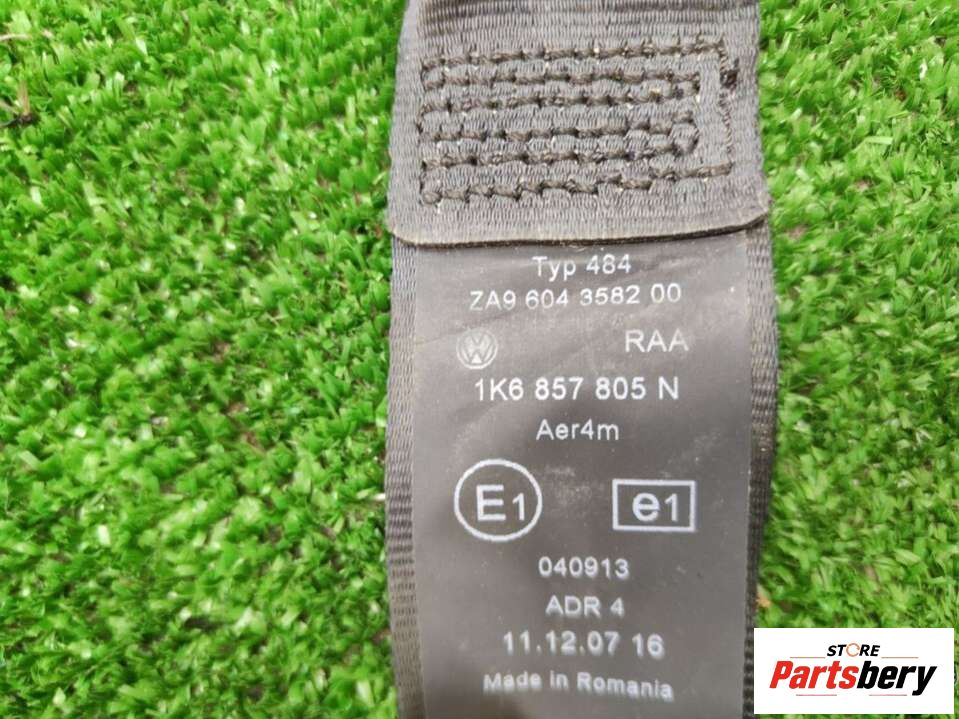 Typ 484
ZA9 604 3582 00
RAA
1K6 857 805 N
Aer4m
E1
e1
040913
ADR 4
11.12.07 16
Made in Romania
STORE
Partsbery